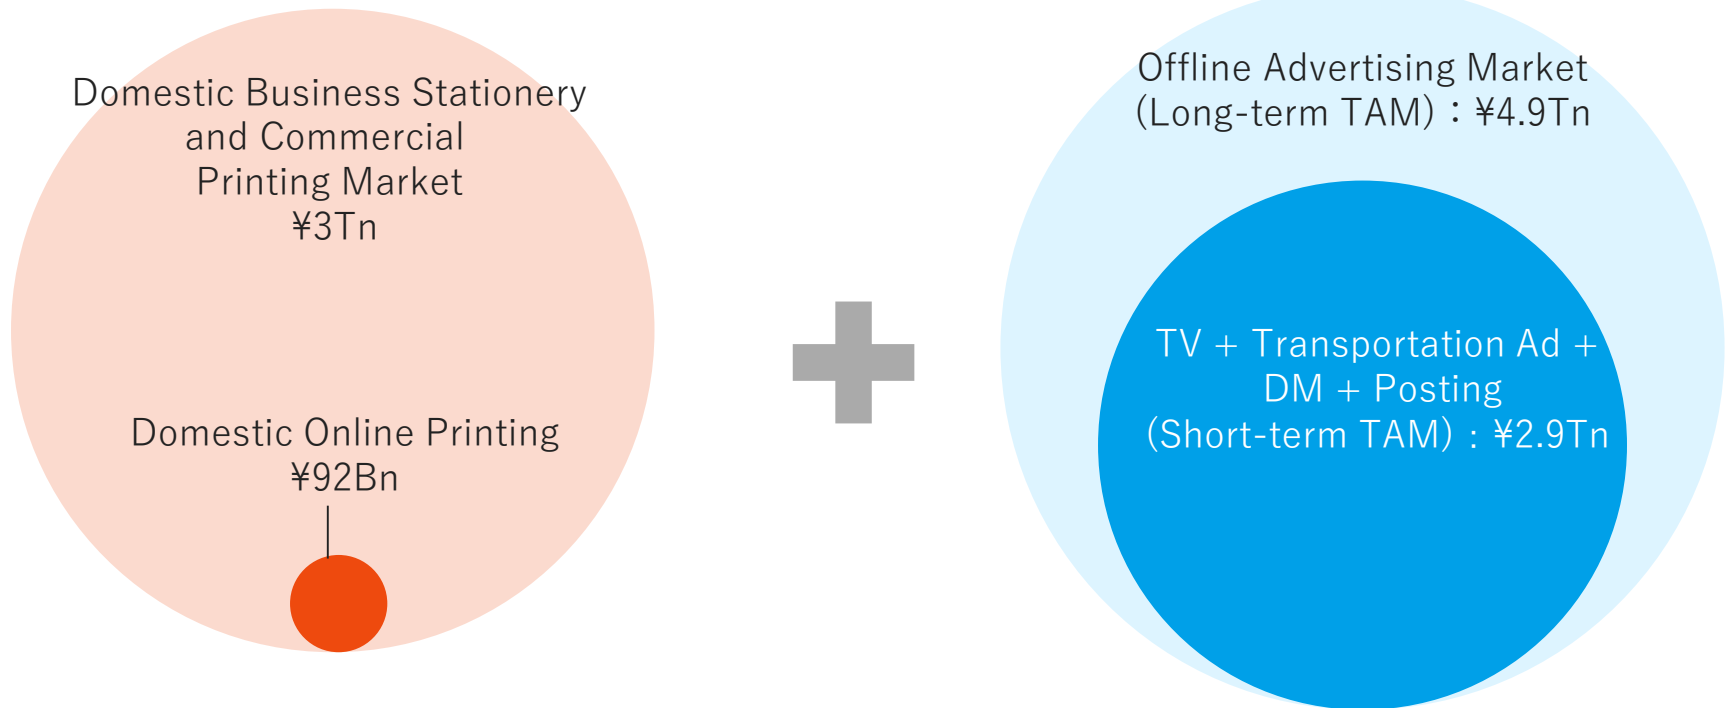 Domestic Business Stationery
and Commercial
Printing Market
¥3Tn
Domestic Online Printing
¥92Bn
Offline Advertising Market
(Long-term TAM)：¥4.9Tn
TV + Transportation Ad +
DM + Posting
(Short-term TAM) : ¥2.9Tn